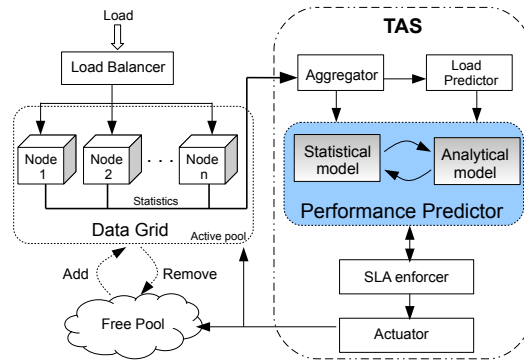 Load
TAS
Load Balancer
Aggregator
Load
Predictor
Node
1
Node
2
. . .
Node
n
Statistics
Statistical
model
Analytical
model
Performance Predictor
Data Grid
Active pool
Add
Remove
SLA enforcer
Free Pool
Actuator